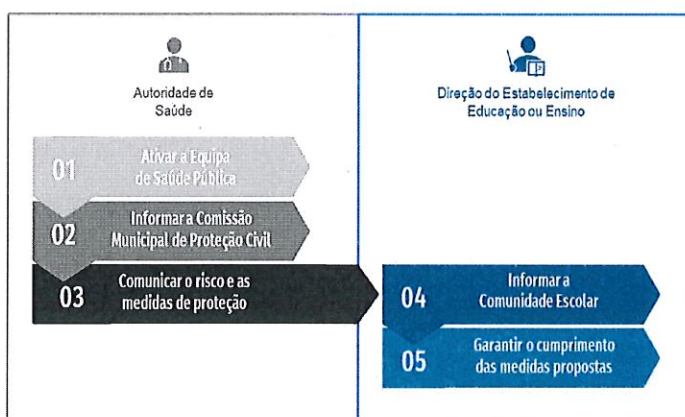 Autoridade de
Saúde
Direção do Estabelecimento de
Educação ou Ensino
01
Ativar a Equipa
de Saúde Pública
02
Informar a Comissão
Municipal de Proteção Civil
03
Comunicar o risco e as
medidas de proteção
04
Informar a
Comunidade Escolar
05
Garantir o cumprimento
das medidas propostas